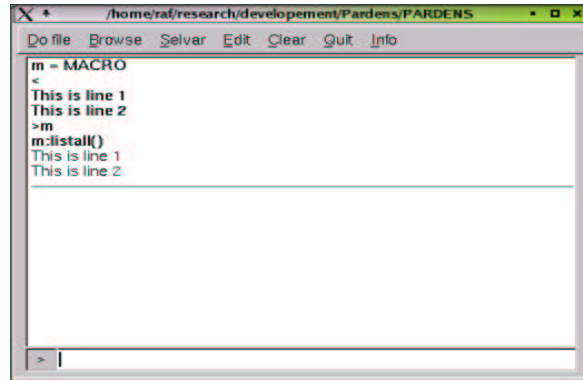 /home/raf/research/developement/Pardens/PARDENS
Do file Browse Selvar Edit Clear Quit Info
m = MACRO
<
This is line 1
This is line 2
>m
m:listall()
This is line 1
This is line 2
>